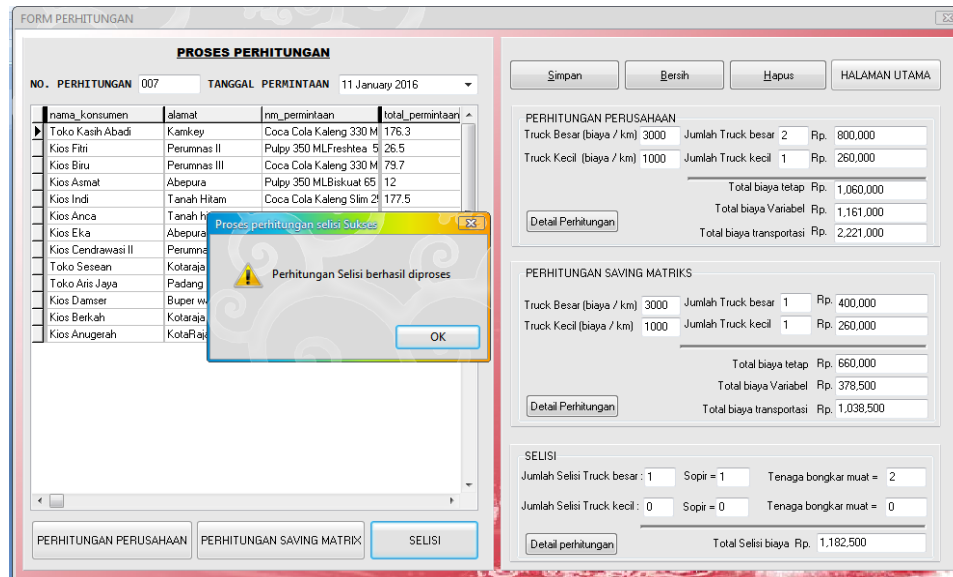 FORM PERHITUNGAN
PROSES PERHITUNGAN
NO. PERHITUNGAN 007 TANGGAL PERMINTAAN 11 January 2016
nama_konsumen alamat nm_permintaan total_permintaan
Toko Kasih Abadi Kamkey Coca Cola Kaleng 330 M 176.3
Kios Fitri Perumnas II Pulpy 350 MLFreshtea 5 26.5
Kios Biru Perumnas III Coca Cola Kaleng 330 M 79.7
Kios Asmat Abepura Pulpy 350 MLBiskuat 65 12
Kios Indi Tanah Hitam Coca Cola Kaleng Slim 2 177.5
Kios Anca Tanah hi
Kios Eka Abepura
Kios Cendrawasi II Perumna
Toko Sesean Kotaraja
Toko Aris Jaya Padang
Kios Damser Buper w
Kios Berkah Kotaraja
Kios Anugerah KotaRaja
Proses perhitungan selisi Sukses
Perhitungan Selisi berhasil diproses
OK
PERHITUNGAN PERUSAHAAN PERHITUNGAN SAVING MATRIX SELISI
Simpan Bersih Hapus HALAMAN UTAMA
PERHITUNGAN PERUSAHAAN
Truck Besar (biaya / km) 3000 Jumlah Truck besar 2 Rp. 800,000
Truck Kecil (biaya / km) 1000 Jumlah Truck kecil 1 Rp. 260,000
Total biaya tetap Rp. 1,060,000
Total biaya Variabel Rp. 1,161,000
Detail Perhitungan Total biaya transportasi Rp. 2,221,000
PERHITUNGAN SAVING MATRIKS
Truck Besar (biaya / km) 3000 Jumlah Truck besar 1 Rp. 400,000
Truck Kecil (biaya / km) 1000 Jumlah Truck kecil 1 Rp. 260,000
Total biaya tetap Rp. 660,000
Total biaya Variabel Rp. 378,500
Detail Perhitungan Total biaya transportasi Rp. 1,038,500
SELISI
Jumlah Selisi Truck besar : 1 Sopir = 1 Tenaga bongkar muat = 2
Jumlah Selisi Truck kecil : 0 Sopir = 0 Tenaga bongkar muat = 0
Detail perhitungan Total Selisi biaya Rp. 1,182,500